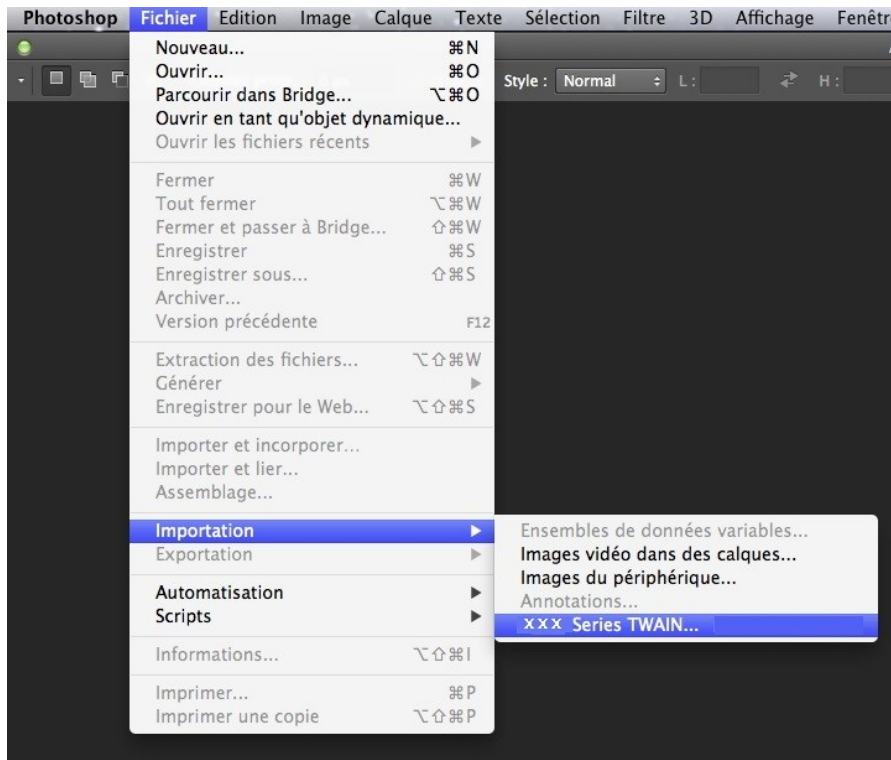 Photoshop Fichier Edition Image Calque Texte Sélection Filtre 3D Affichage
Style : Normal L : H :
Nouveau... ⌘N
Ouvrir... ⌘O
Parcourir dans Bridge... ⌥⌘O
Ouvrir en tant qu'objet dynamique...
Ouvrir les fichiers récents ▶
Fermer ⌘W
Tout fermer ⌥⌘W
Fermer et passer à Bridge... ⇧⌘W
Enregistrer ⌘S
Enregistrer sous... ⇧⌘S
Archiver...
Version précédente F12
Extraction des fichiers... ⌥⇧⌘W
Générer ▶
Enregistrer pour le Web... ⌥⇧⌘S
Importer et incorporer...
Importer et lier...
Assemblage...
Importation ▶
Exportation ▶
Automatisation ▶
Scripts ▶
Informations... ⌥⇧⌘I
Imprimer... ⌘P
Imprimer une copie ⌥⇧⌘P
Ensembles de données variables...
Images vidéo dans des calques...
Images du périphérique...
Annotations...
XXX Series TWAIN...